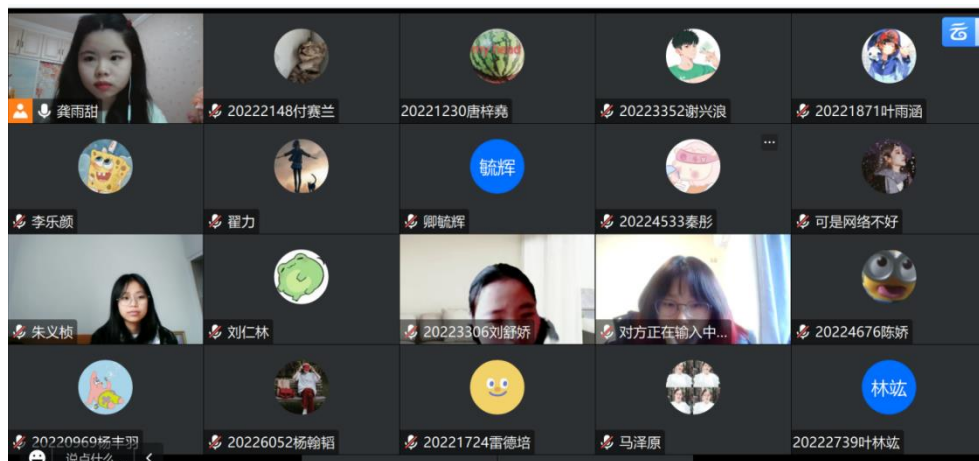 云
龚雨甜
20222148付赛兰
20221230唐梓堯
20223352谢兴浪
20221871叶雨涵
李乐颜
翟力
毓辉
卿毓辉
20224533秦彤
可是网络不好
朱义桢
刘仁林
20223306刘舒娇
对方正在输入中...
20224676陈娇
20220969杨丰羽
20226052杨翰韬
20221724雷德培
马泽原
林竑
20222739叶林竑
说点什么...